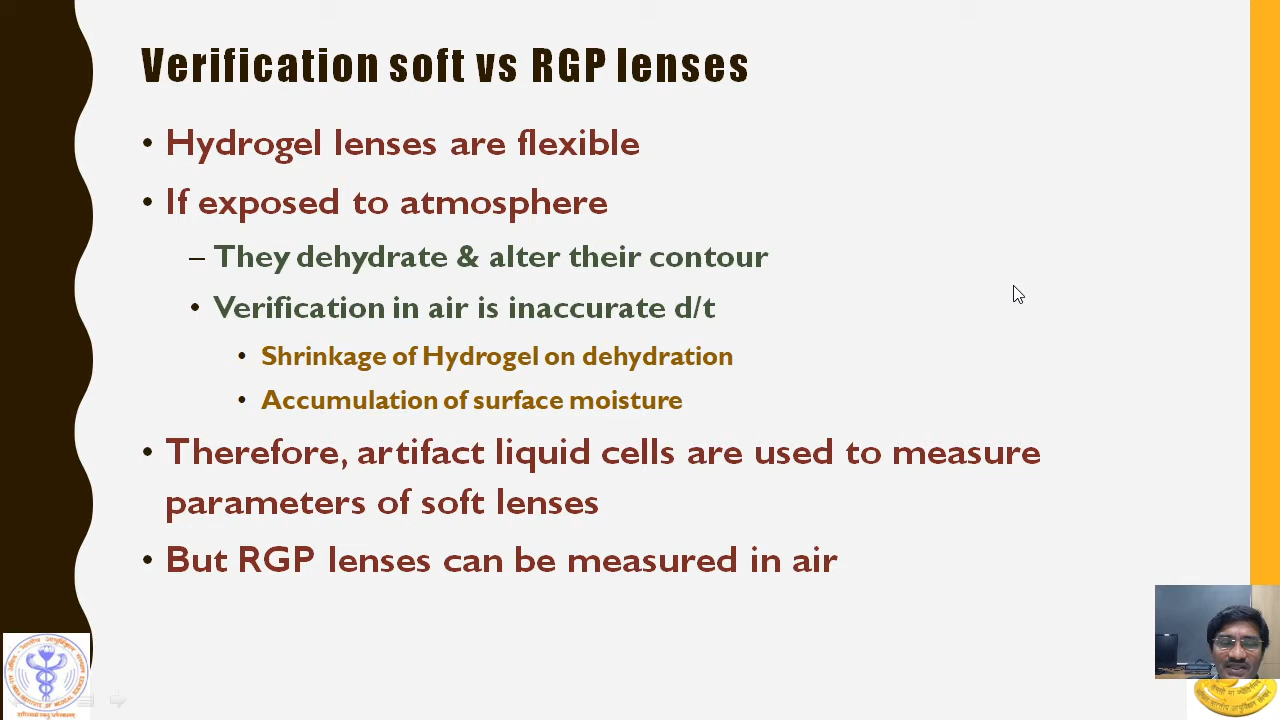 Verification soft vs RGP lenses
• Hydrogel lenses are flexible
• If exposed to atmosphere
– They dehydrate & alter their contour
• Verification in air is inaccurate d/t
• Shrinkage of Hydrogel on dehydration
• Accumulation of surface moisture
• Therefore, artifact liquid cells are used to measure
parameters of soft lenses
• But RGP lenses can be measured in air